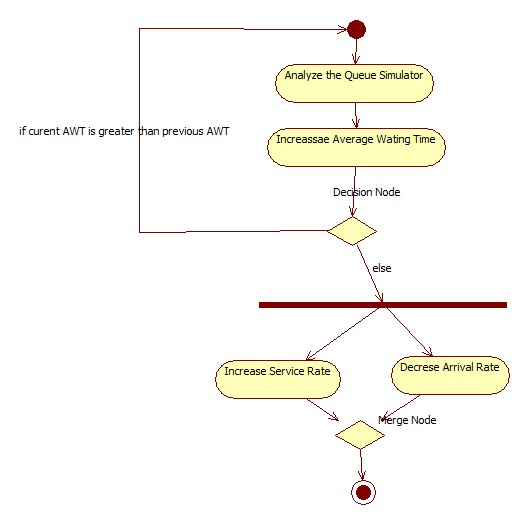 Analyze the Queue Simulator
if curent AWT is greater than previous AWT
Increassae Average Wating Time
Decision Node
else
Increase Service Rate
Decrese Arrival Rate
Merge Node